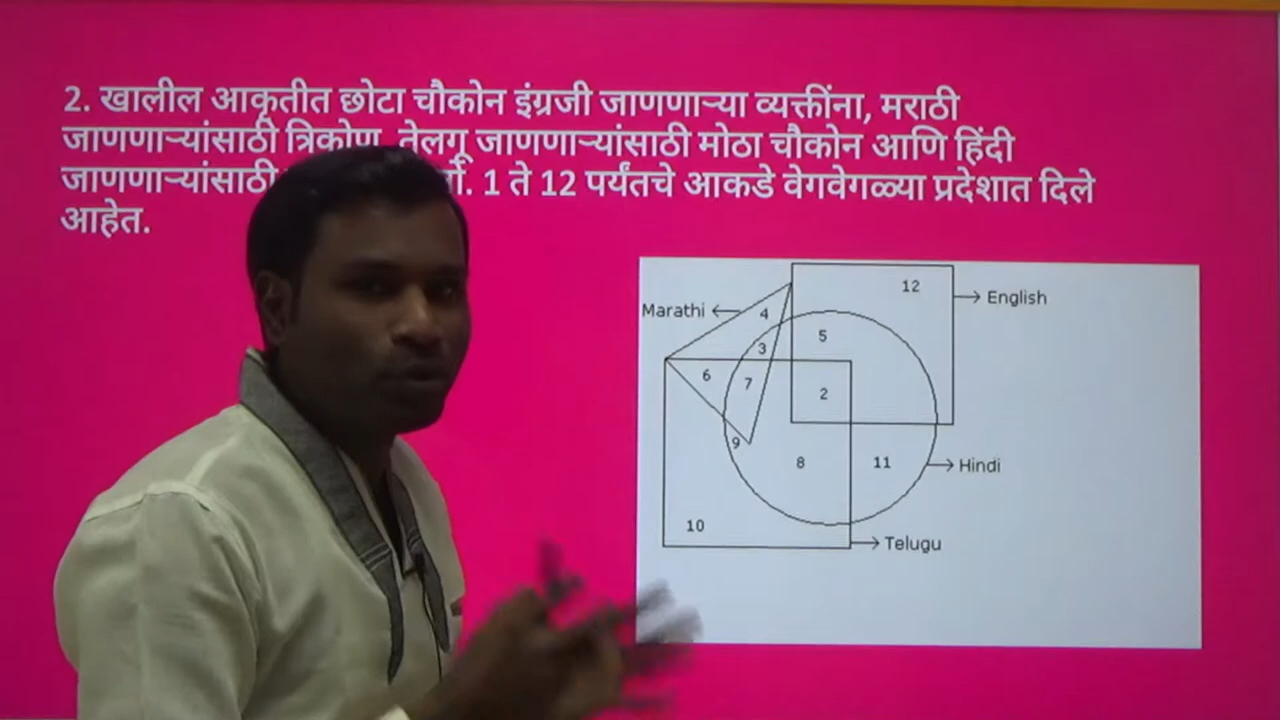 2. खालील आकृतीत छोटा चौकोन इंग्रजी जाणणाऱ्या व्यक्तींना, मराठी
जाणणाऱ्यांसाठी त्रिकोण, तेलगू जाणणाऱ्यांसाठी मोठा चौकोन आणि हिंदी
जाणणाऱ्यांसाठी 1 ते 12 पर्यंतचे आकडे वेगवेगळ्या प्रदेशात दिले
आहेत.
12
Marathi
4
English
5
3
6
7
2
9
8
11
Hindi
10
Telugu